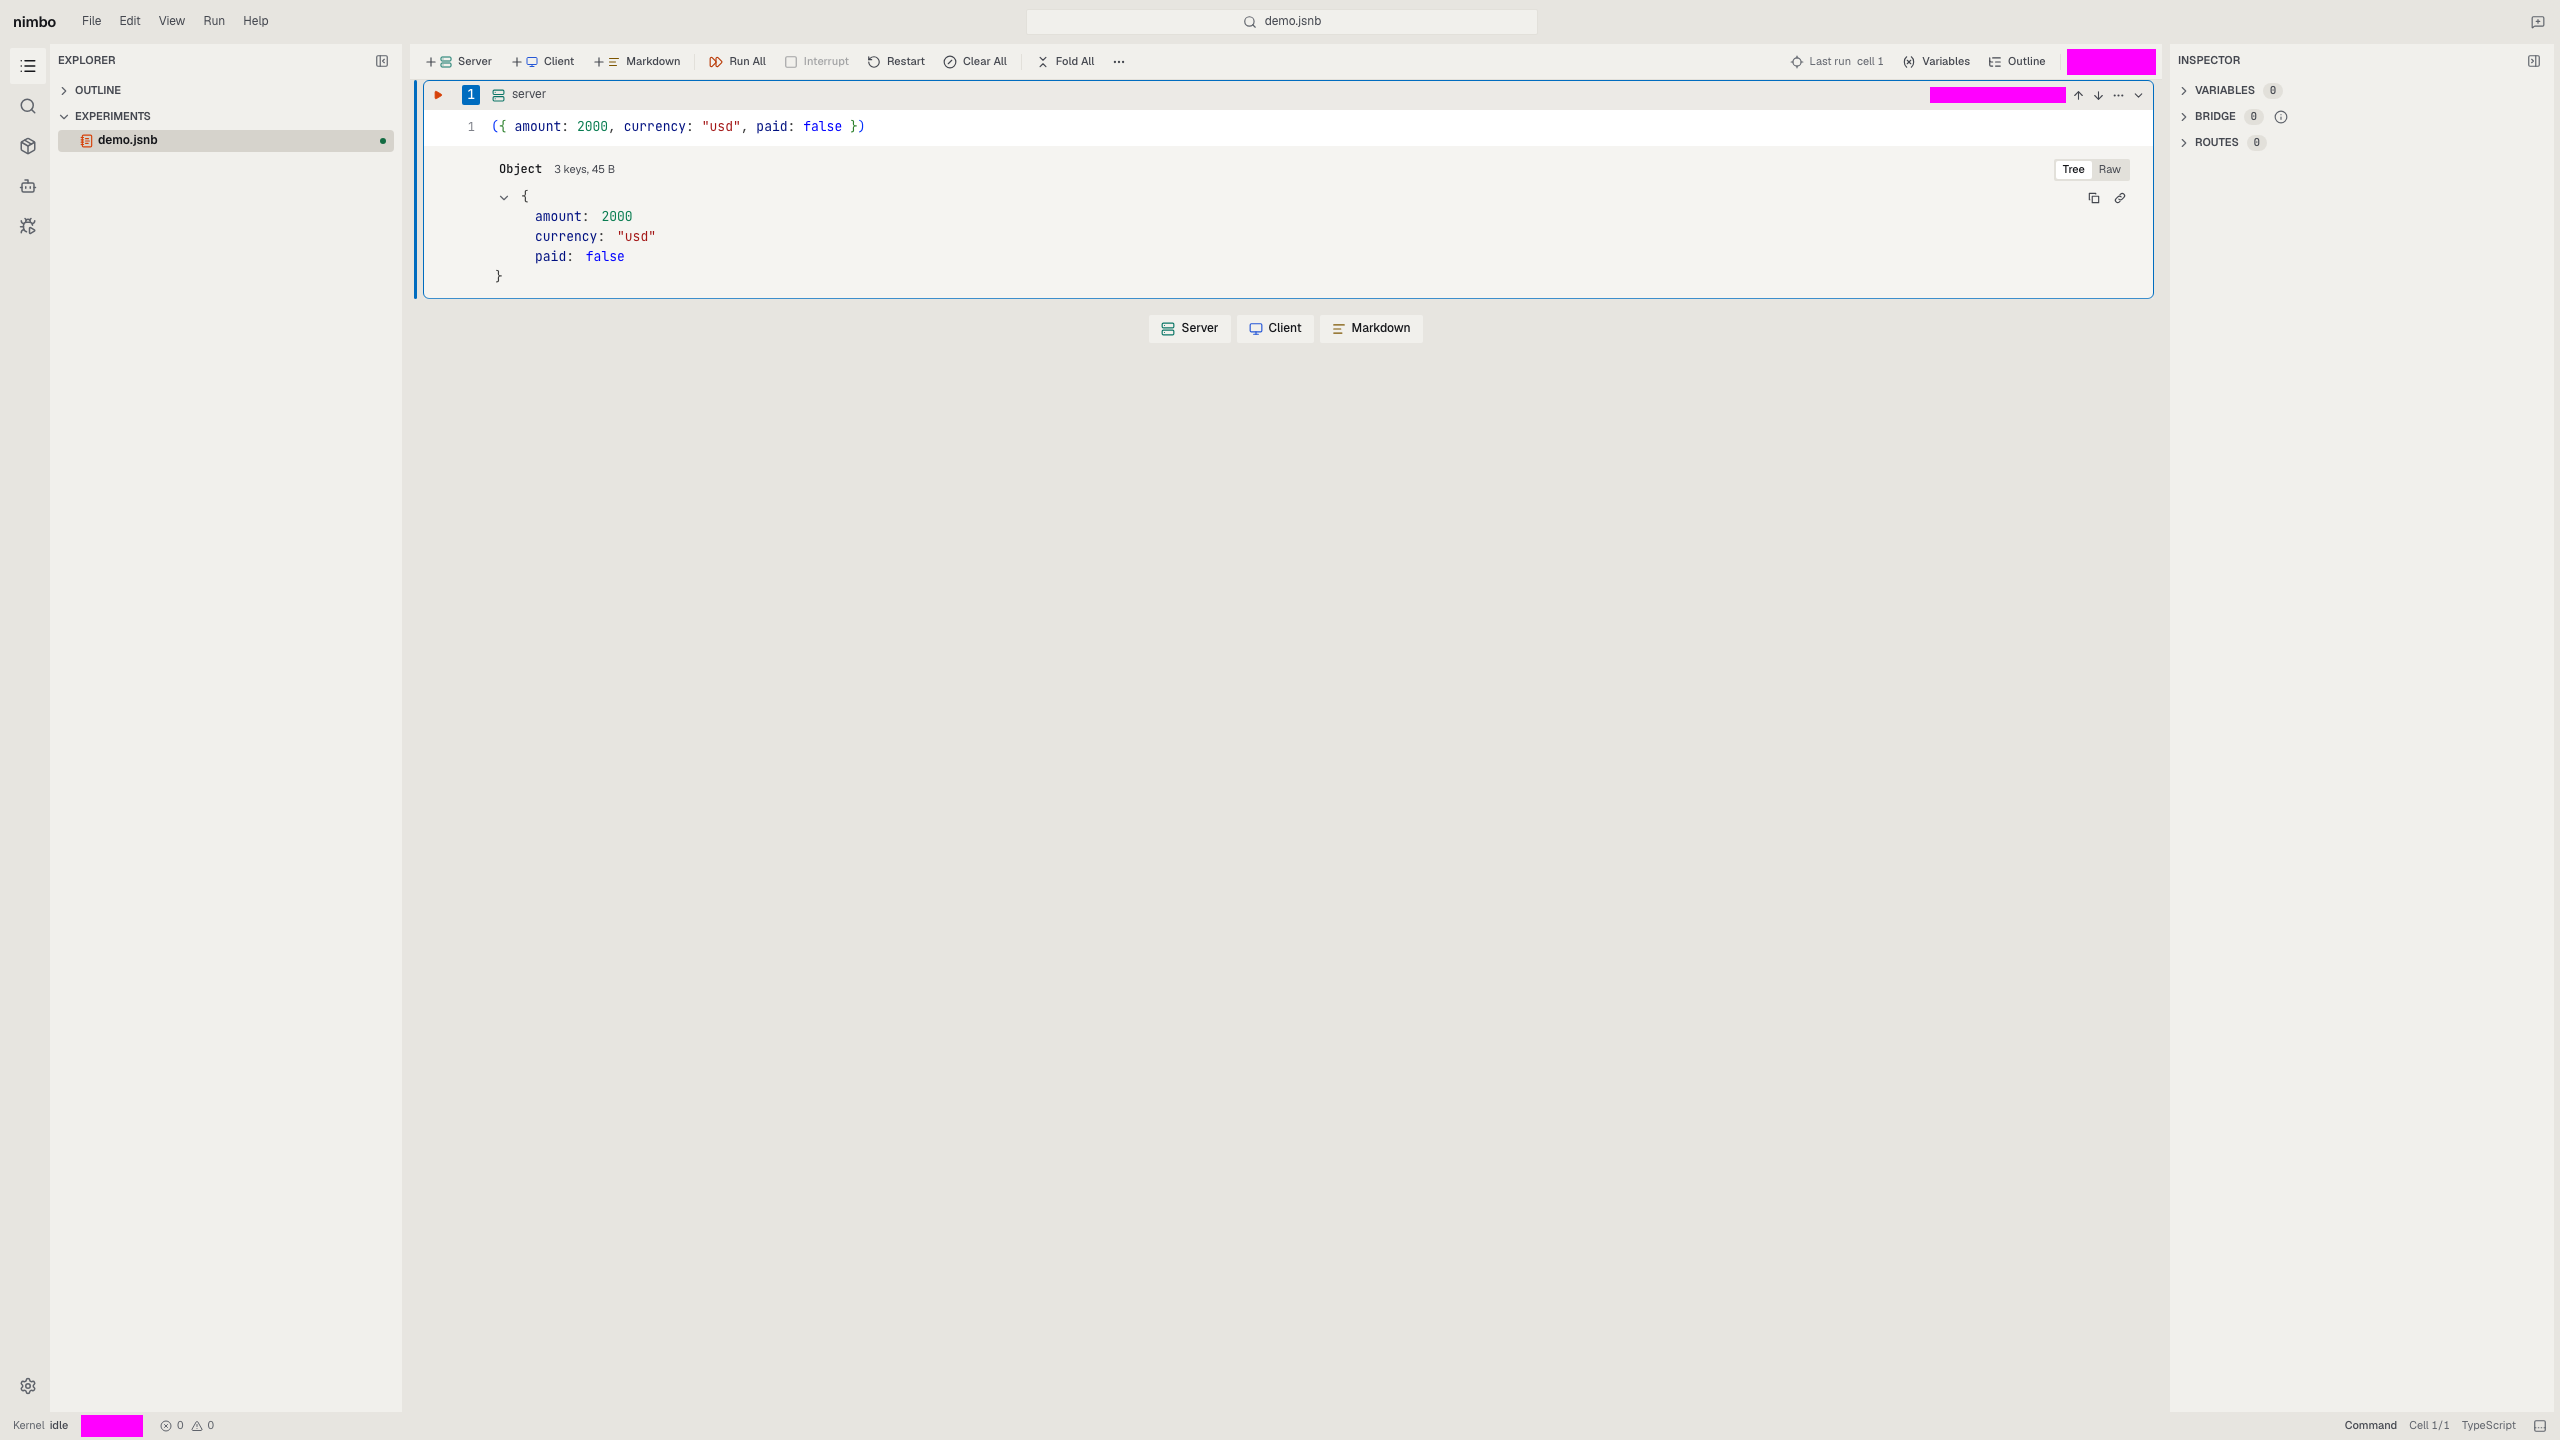 nimbo File Edit View Run Help demo.jsnb
EXPLORER
OUTLINE
EXPERIMENTS
demo.jsnb
Server Client Markdown Run All Interrupt Restart Clear All Fold All Last run cell 1 Variables Outline
1 server
1 ({ amount: 2000, currency: "usd", paid: false })
Object 3 keys, 45 B Tree Raw
{
amount: 2000
currency: "usd"
paid: false
}
Server Client Markdown
INSPECTOR
VARIABLES 0
BRIDGE 0
ROUTES 0
Kernel idle 0 0 Command Cell 1/1 TypeScript